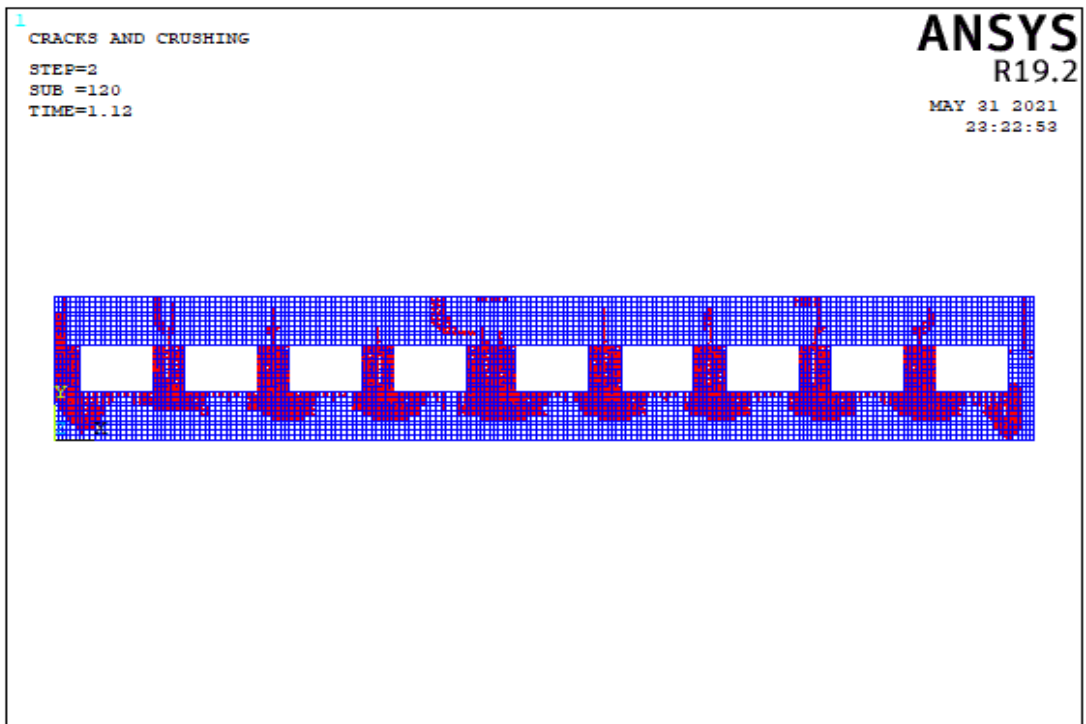 1
CRACKS AND CRUSHING
STEP=2
SUB =120
TIME=1.12
ANSYS
R19.2
MAY 31 2021
23:22:53
Y
X